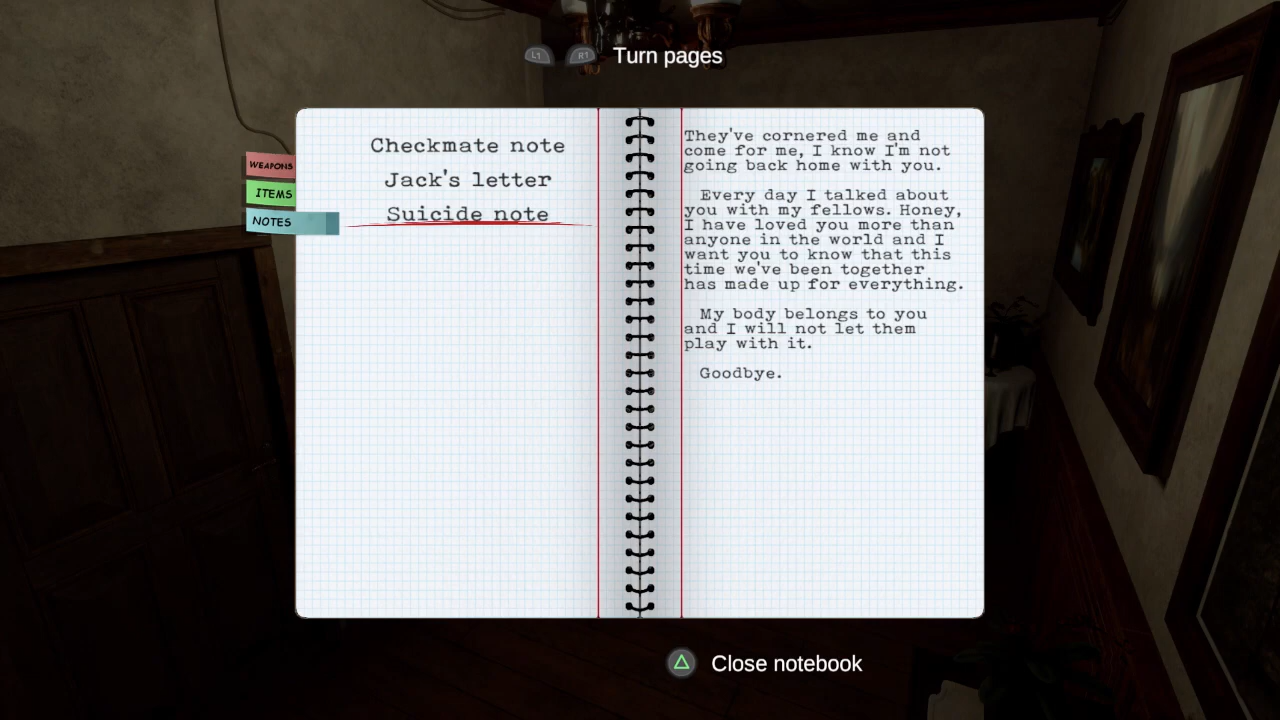 L1 R1 Turn pages
WEAPONS
ITEMS
NOTES
Checkmate note
Jack's letter
Suicide note
They've cornered me and
come for me, I know I'm not
going back home with you.
Every day I talked about
you with my fellows. Honey,
I have loved you more than
anyone in the world and I
want you to know that this
time we've been together
has made up for everything.
My body belongs to you
and I will not let them
play with it.
Goodbye.
Close notebook